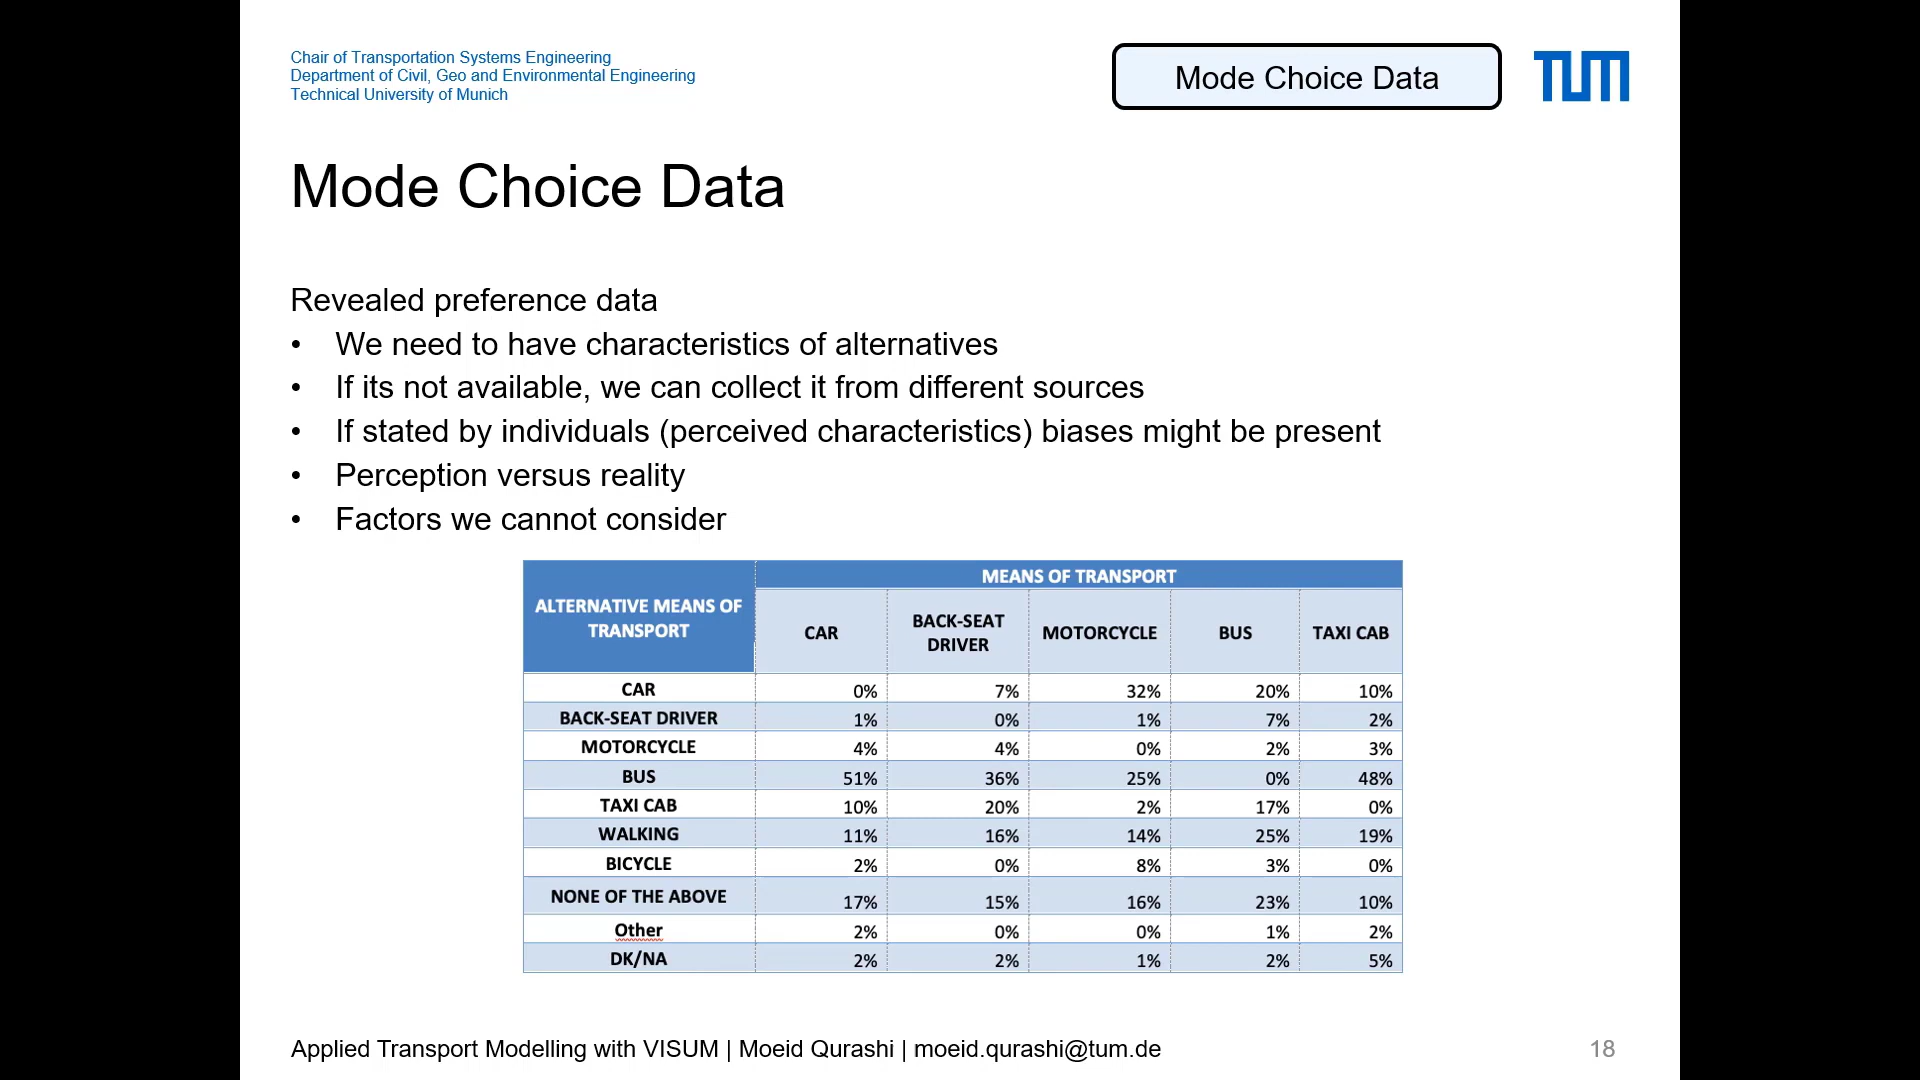 Chair of Transportation Systems Engineering
Department of Civil, Geo and Environmental Engineering
Technical University of Munich
Mode Choice Data
TUM
Mode Choice Data
Revealed preference data
• We need to have characteristics of alternatives
• If its not available, we can collect it from different sources
• If stated by individuals (perceived characteristics) biases might be present
• Perception versus reality
• Factors we cannot consider
ALTERNATIVE MEANS OF TRANSPORT
MEANS OF TRANSPORT
CAR BACK-SEAT DRIVER MOTORCYCLE BUS TAXI CAB
CAR 0% 7% 32% 20% 10%
BACK-SEAT DRIVER 1% 0% 1% 7% 2%
MOTORCYCLE 4% 4% 0% 2% 3%
BUS 51% 36% 25% 0% 48%
TAXI CAB 10% 20% 2% 17% 0%
WALKING 11% 16% 14% 25% 19%
BICYCLE 2% 0% 8% 3% 0%
NONE OF THE ABOVE 17% 15% 16% 23% 10%
Other 2% 0% 0% 1% 2%
DK/NA 2% 2% 1% 2% 5%
Applied Transport Modelling with VISUM | Moeid Qurashi | moeid.qurashi@tum.de
18